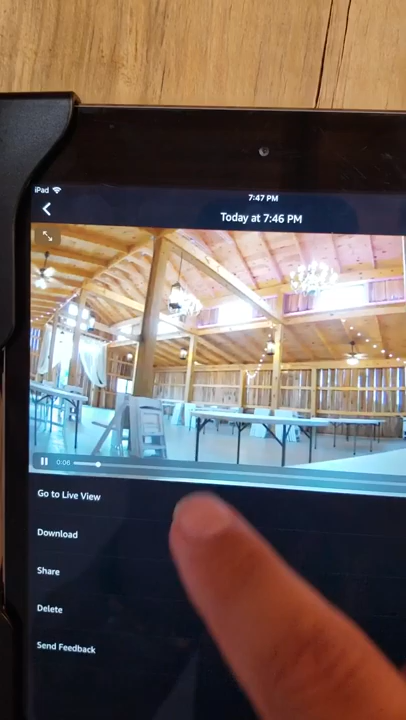 iPad
7:47 PM
Today at 7:46 PM
0:06
Go to Live View
Download
Share
Delete
Send Feedback